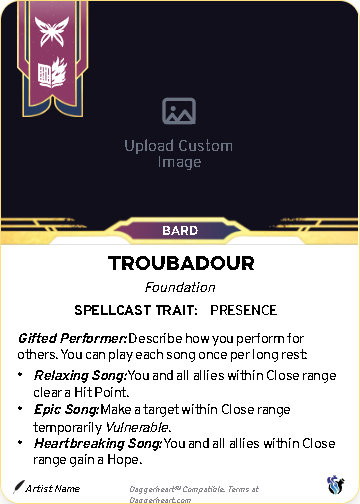 Upload Custom
Image
BARD
TROUBADOUR
Foundation
SPELLCAST TRAIT: PRESENCE
Gifted Performer: Describe how you perform for
others. You can play each song once per long rest:
• Relaxing Song: You and all allies within Close range
clear a Hit Point.
• Epic Song: Make a target within Close range
temporarily Vulnerable.
• Heartbreaking Song: You and all allies within Close
range gain a Hope.
Artist Name
Daggerheart™ Compatible. Terms at
Daggerheart.com